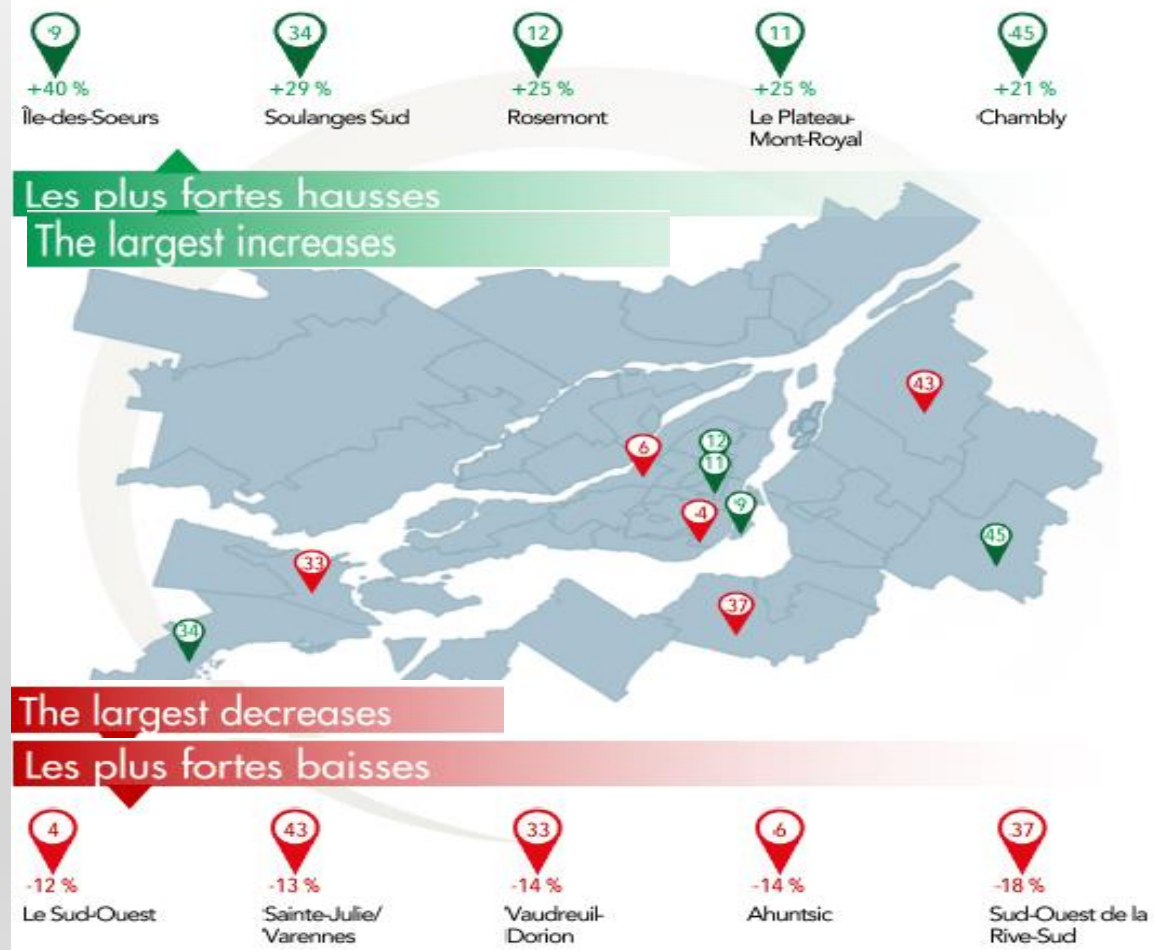 9 34 12 11 45
+40 % +29 % +25 % +25 % +21 %
Île-des-Soeurs Soulanges Sud Rosemont Le Plateau- Chambly
Mont-Royal
Les plus fortes hausses
The largest increases
43
12
6
11
9
4
45
33
37
34
The largest decreases
Les plus fortes baisses
4 43 33 6 37
-12 % -13 % -14 % -14 % -18 %
Le Sud-Ouest Sainte-Julie/ Vaudreuil- Ahuntsic Sud-Ouest de la
Varennes Dorion Rive-Sud